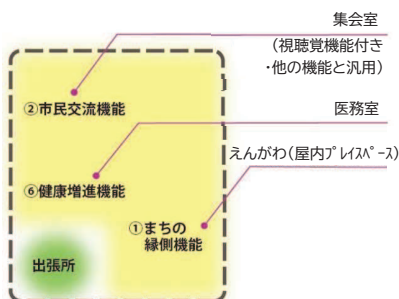 集会室
（視聴覚機能付き
・他の機能と汎用）
②市民交流機能
医務室
えんがわ（屋内ﾌﾟﾚｲｽﾍﾟｰｽ）
⑥健康増進機能
①まちの
縁側機能
出張所